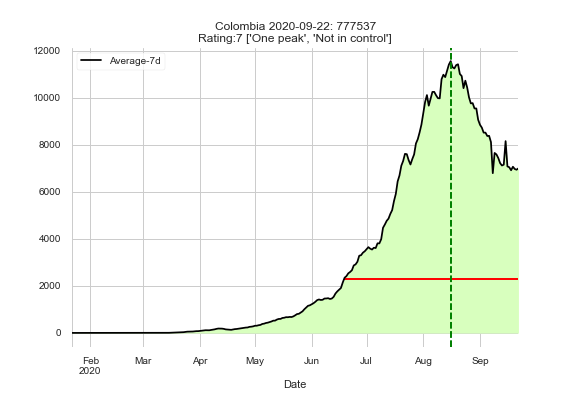 Colombia 2020-09-22: 777537
Rating:7 ['One peak', 'Not in control']
12000
Average-7d
10000
8000
6000
4000
2000
0
Feb Mar Apr May Jun Jul Aug Sep
2020
Date